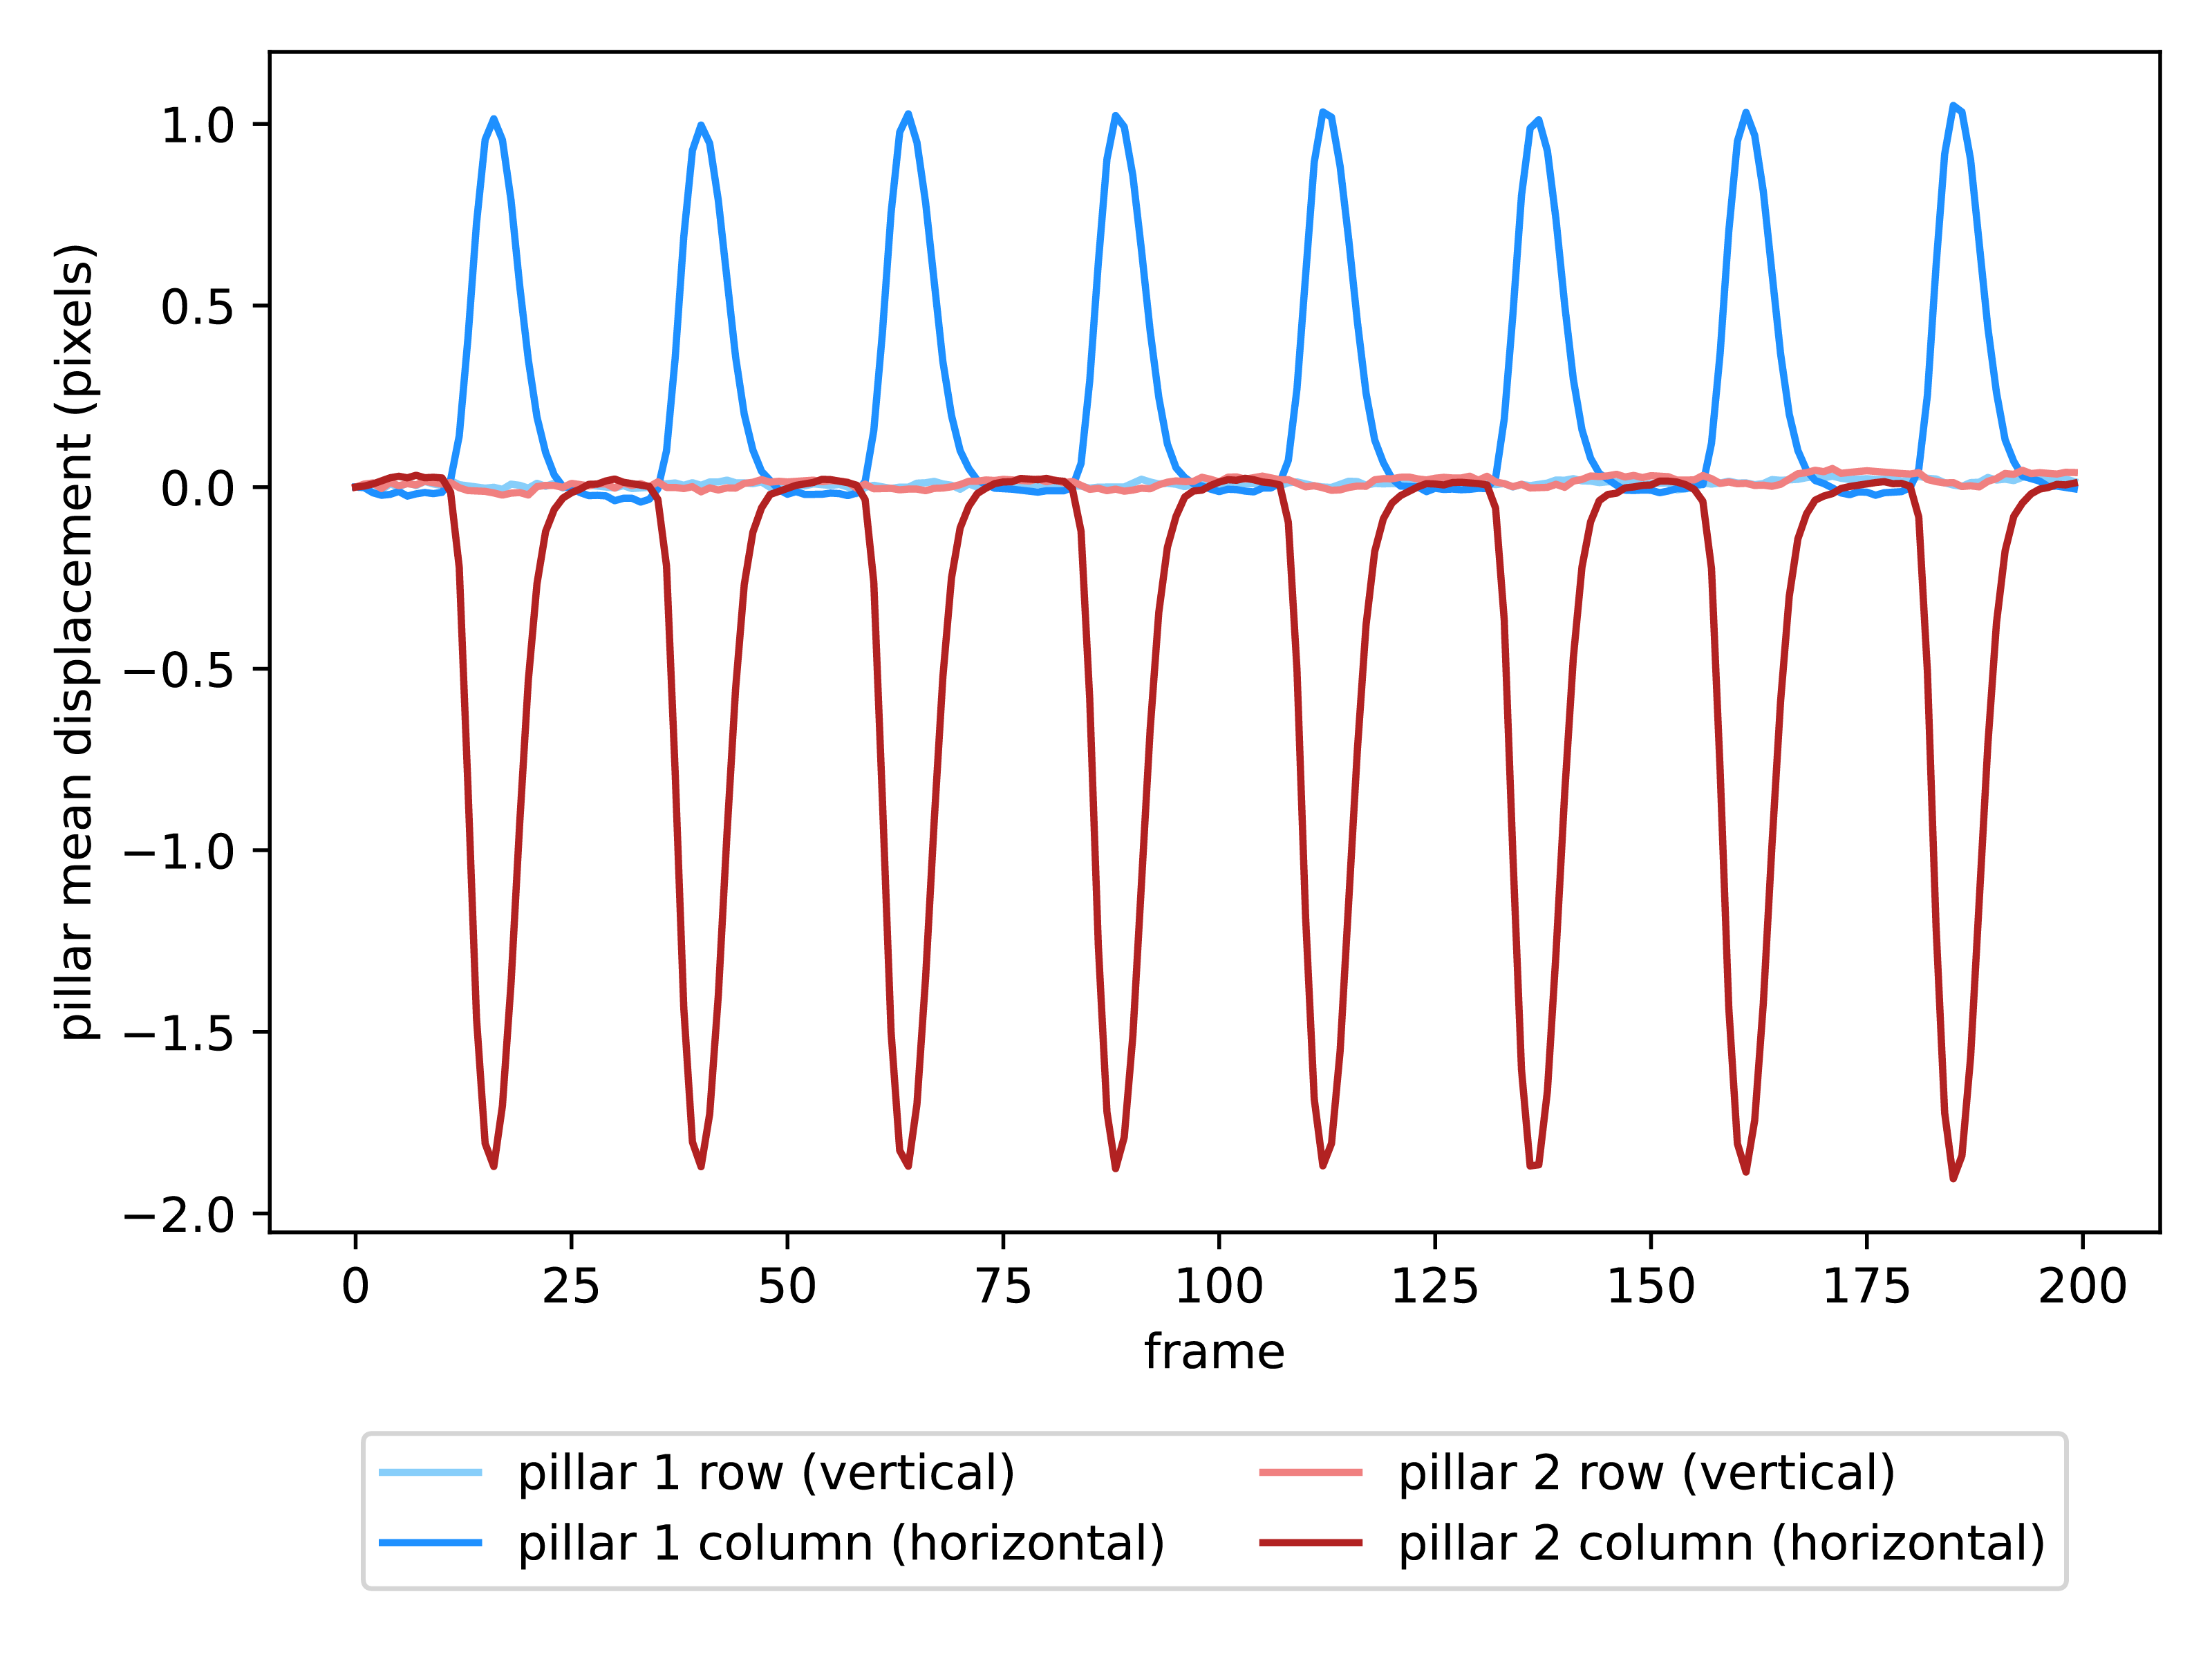 1.0
0.5
0.0
−0.5
−1.0
−1.5
−2.0
pillar mean displacement (pixels)
0 25 50 75 100 125 150 175 200
frame
pillar 1 row (vertical) pillar 2 row (vertical)
pillar 1 column (horizontal) pillar 2 column (horizontal)